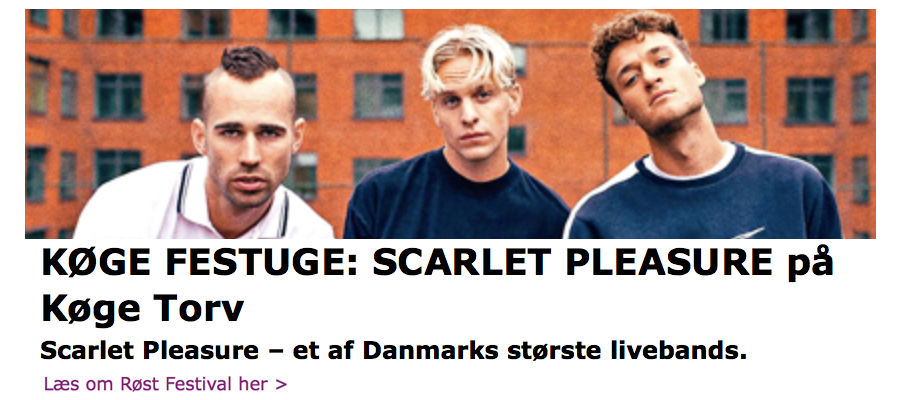 KØGE FESTUGE: SCARLET PLEASURE på
Køge Torv
Scarlet Pleasure – et af Danmarks største livebands.
Læs om Røst Festival her >